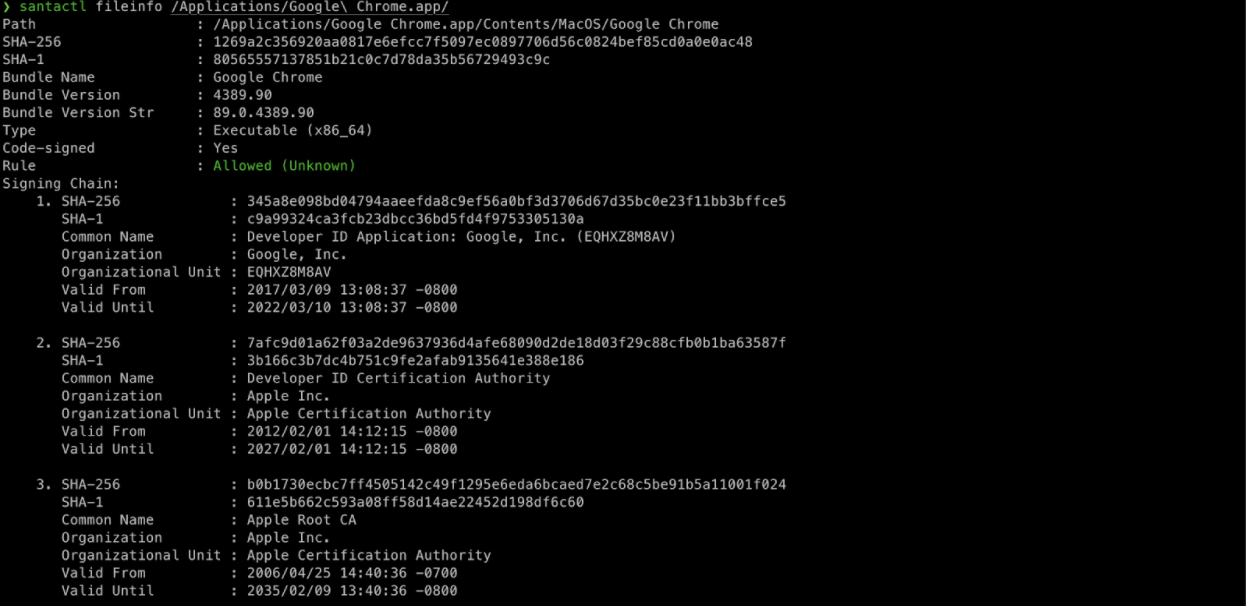 ❯ santactl fileinfo /Applications/Google\ Chrome.app/
Path : /Applications/Google Chrome.app/Contents/MacOS/Google Chrome
SHA-256 : 1269a2c356920aa0817e6efcc7f5097ec0897706d56c0824bef85cd0a0e0ac48
SHA-1 : 80565557137851b21c0c7d78da35b56729493c9c
Bundle Name : Google Chrome
Bundle Version : 4389.90
Bundle Version Str : 89.0.4389.90
Type : Executable (x86_64)
Code-signed : Yes
Rule : Allowed (Unknown)
Signing Chain:
1. SHA-256 : 345a8e098bd04794aaeefda8c9ef56a0bf3d3706d67d35bc0e23f11bb3bffce5
SHA-1 : c9a99324ca3fcb23dbcc36bd5fd4f9753305130a
Common Name : Developer ID Application: Google, Inc. (EQHXZ8M8AV)
Organization : Google, Inc.
Organizational Unit : EQHXZ8M8AV
Valid From : 2017/03/09 13:08:37 -0800
Valid Until : 2022/03/10 13:08:37 -0800
2. SHA-256 : 7afc9d01a62f03a2de9637936d4afe68090d2de18d03f29c88cfb0b1ba63587f
SHA-1 : 3b166c3b7dc4b751c9fe2afab9135641e388e186
Common Name : Developer ID Certification Authority
Organization : Apple Inc.
Organizational Unit : Apple Certification Authority
Valid From : 2012/02/01 14:12:15 -0800
Valid Until : 2027/02/01 14:12:15 -0800
3. SHA-256 : b0b1730ecbc7ff4505142c49f1295e6eda6bcaed7e2c68c5be91b5a11001f024
SHA-1 : 611e5b662c593a08ff58d14ae22452d198df6c60
Common Name : Apple Root CA
Organization : Apple Inc.
Organizational Unit : Apple Certification Authority
Valid From : 2006/04/25 14:40:36 -0700
Valid Until : 2035/02/09 13:40:36 -0800